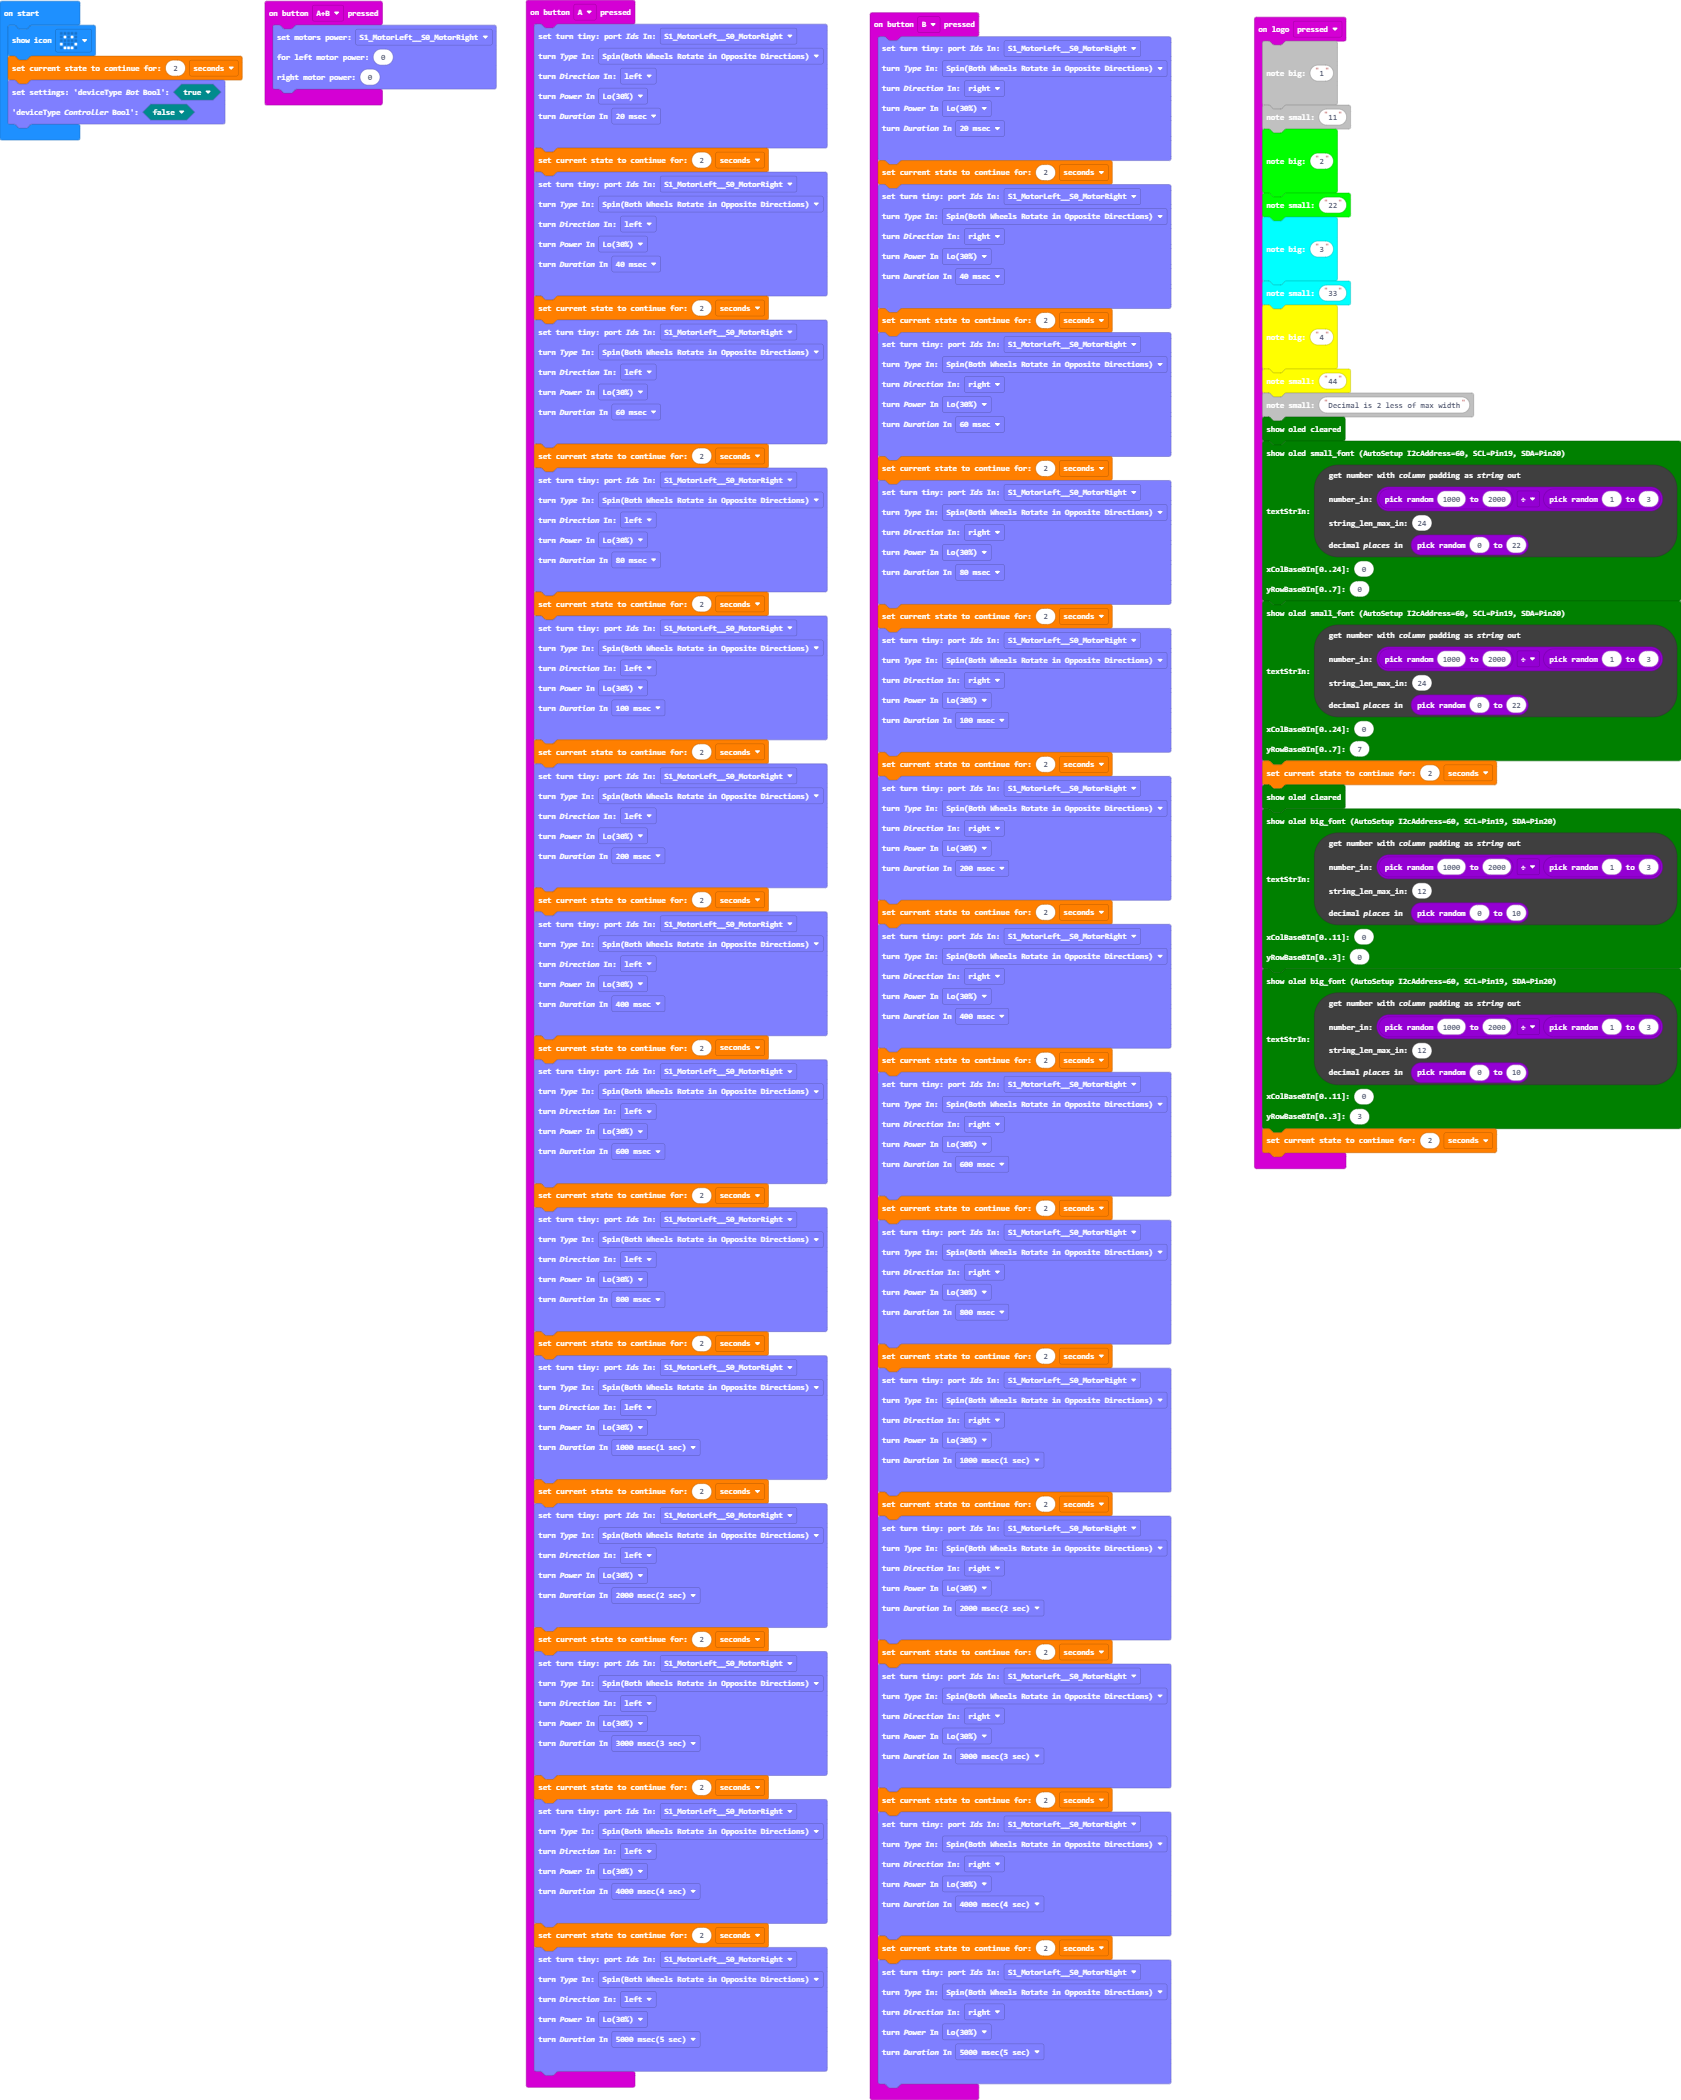 on start
show icon
set current state to continue for: 2 seconds
set settings: 'deviceType Bot Bool': true
'deviceType Controller Bool': false
on button A+B pressed
set motors power: S1_MotorLeft__S0_MotorRight
for left motor power: 0
right motor power: 0
on button A pressed
set turn tiny: port Ids In: S1_MotorLeft__S0_MotorRight
turn Type In: Spin(Both Wheels Rotate in Opposite Directions)
turn Direction In: left
turn Power In Lo(30%)
turn Duration In 20 msec
set current state to continue for: 2 seconds
set turn tiny: port Ids In: S1_MotorLeft__S0_MotorRight
turn Type In: Spin(Both Wheels Rotate in Opposite Directions)
turn Direction In: left
turn Power In Lo(30%)
turn Duration In 40 msec
set current state to continue for: 2 seconds
set turn tiny: port Ids In: S1_MotorLeft__S0_MotorRight
turn Type In: Spin(Both Wheels Rotate in Opposite Directions)
turn Direction In: left
turn Power In Lo(30%)
turn Duration In 60 msec
set current state to continue for: 2 seconds
set turn tiny: port Ids In: S1_MotorLeft__S0_MotorRight
turn Type In: Spin(Both Wheels Rotate in Opposite Directions)
turn Direction In: left
turn Power In Lo(30%)
turn Duration In 80 msec
set current state to continue for: 2 seconds
set turn tiny: port Ids In: S1_MotorLeft__S0_MotorRight
turn Type In: Spin(Both Wheels Rotate in Opposite Directions)
turn Direction In: left
turn Power In Lo(30%)
turn Duration In 100 msec
set current state to continue for: 2 seconds
set turn tiny: port Ids In: S1_MotorLeft__S0_MotorRight
turn Type In: Spin(Both Wheels Rotate in Opposite Directions)
turn Direction In: left
turn Power In Lo(30%)
turn Duration In 200 msec
set current state to continue for: 2 seconds
set turn tiny: port Ids In: S1_MotorLeft__S0_MotorRight
turn Type In: Spin(Both Wheels Rotate in Opposite Directions)
turn Direction In: left
turn Power In Lo(30%)
turn Duration In 400 msec
set current state to continue for: 2 seconds
set turn tiny: port Ids In: S1_MotorLeft__S0_MotorRight
turn Type In: Spin(Both Wheels Rotate in Opposite Directions)
turn Direction In: left
turn Power In Lo(30%)
turn Duration In 600 msec
set current state to continue for: 2 seconds
set turn tiny: port Ids In: S1_MotorLeft__S0_MotorRight
turn Type In: Spin(Both Wheels Rotate in Opposite Directions)
turn Direction In: left
turn Power In Lo(30%)
turn Duration In 800 msec
set current state to continue for: 2 seconds
set turn tiny: port Ids In: S1_MotorLeft__S0_MotorRight
turn Type In: Spin(Both Wheels Rotate in Opposite Directions)
turn Direction In: left
turn Power In Lo(30%)
turn Duration In 1000 msec(1 sec)
set current state to continue for: 2 seconds
set turn tiny: port Ids In: S1_MotorLeft__S0_MotorRight
turn Type In: Spin(Both Wheels Rotate in Opposite Directions)
turn Direction In: left
turn Power In Lo(30%)
turn Duration In 2000 msec(2 sec)
set current state to continue for: 2 seconds
set turn tiny: port Ids In: S1_MotorLeft__S0_MotorRight
turn Type In: Spin(Both Wheels Rotate in Opposite Directions)
turn Direction In: left
turn Power In Lo(30%)
turn Duration In 3000 msec(3 sec)
set current state to continue for: 2 seconds
set turn tiny: port Ids In: S1_MotorLeft__S0_MotorRight
turn Type In: Spin(Both Wheels Rotate in Opposite Directions)
turn Direction In: left
turn Power In Lo(30%)
turn Duration In 4000 msec(4 sec)
set current state to continue for: 2 seconds
set turn tiny: port Ids In: S1_MotorLeft__S0_MotorRight
turn Type In: Spin(Both Wheels Rotate in Opposite Directions)
turn Direction In: left
turn Power In Lo(30%)
turn Duration In 5000 msec(5 sec)
on button B pressed
set turn tiny: port Ids In: S1_MotorLeft__S0_MotorRight
turn Type In: Spin(Both Wheels Rotate in Opposite Directions)
turn Direction In: right
turn Power In Lo(30%)
turn Duration In 20 msec
set current state to continue for: 2 seconds
set turn tiny: port Ids In: S1_MotorLeft__S0_MotorRight
turn Type In: Spin(Both Wheels Rotate in Opposite Directions)
turn Direction In: right
turn Power In Lo(30%)
turn Duration In 40 msec
set current state to continue for: 2 seconds
set turn tiny: port Ids In: S1_MotorLeft__S0_MotorRight
turn Type In: Spin(Both Wheels Rotate in Opposite Directions)
turn Direction In: right
turn Power In Lo(30%)
turn Duration In 60 msec
set current state to continue for: 2 seconds
set turn tiny: port Ids In: S1_MotorLeft__S0_MotorRight
turn Type In: Spin(Both Wheels Rotate in Opposite Directions)
turn Direction In: right
turn Power In Lo(30%)
turn Duration In 80 msec
set current state to continue for: 2 seconds
set turn tiny: port Ids In: S1_MotorLeft__S0_MotorRight
turn Type In: Spin(Both Wheels Rotate in Opposite Directions)
turn Direction In: right
turn Power In Lo(30%)
turn Duration In 100 msec
set current state to continue for: 2 seconds
set turn tiny: port Ids In: S1_MotorLeft__S0_MotorRight
turn Type In: Spin(Both Wheels Rotate in Opposite Directions)
turn Direction In: right
turn Power In Lo(30%)
turn Duration In 200 msec
set current state to continue for: 2 seconds
set turn tiny: port Ids In: S1_MotorLeft__S0_MotorRight
turn Type In: Spin(Both Wheels Rotate in Opposite Directions)
turn Direction In: right
turn Power In Lo(30%)
turn Duration In 400 msec
set current state to continue for: 2 seconds
set turn tiny: port Ids In: S1_MotorLeft__S0_MotorRight
turn Type In: Spin(Both Wheels Rotate in Opposite Directions)
turn Direction In: right
turn Power In Lo(30%)
turn Duration In 600 msec
set current state to continue for: 2 seconds
set turn tiny: port Ids In: S1_MotorLeft__S0_MotorRight
turn Type In: Spin(Both Wheels Rotate in Opposite Directions)
turn Direction In: right
turn Power In Lo(30%)
turn Duration In 800 msec
set current state to continue for: 2 seconds
set turn tiny: port Ids In: S1_MotorLeft__S0_MotorRight
turn Type In: Spin(Both Wheels Rotate in Opposite Directions)
turn Direction In: right
turn Power In Lo(30%)
turn Duration In 1000 msec(1 sec)
set current state to continue for: 2 seconds
set turn tiny: port Ids In: S1_MotorLeft__S0_MotorRight
turn Type In: Spin(Both Wheels Rotate in Opposite Directions)
turn Direction In: right
turn Power In Lo(30%)
turn Duration In 2000 msec(2 sec)
set current state to continue for: 2 seconds
set turn tiny: port Ids In: S1_MotorLeft__S0_MotorRight
turn Type In: Spin(Both Wheels Rotate in Opposite Directions)
turn Direction In: right
turn Power In Lo(30%)
turn Duration In 3000 msec(3 sec)
set current state to continue for: 2 seconds
set turn tiny: port Ids In: S1_MotorLeft__S0_MotorRight
turn Type In: Spin(Both Wheels Rotate in Opposite Directions)
turn Direction In: right
turn Power In Lo(30%)
turn Duration In 4000 msec(4 sec)
set current state to continue for: 2 seconds
set turn tiny: port Ids In: S1_MotorLeft__S0_MotorRight
turn Type In: Spin(Both Wheels Rotate in Opposite Directions)
turn Direction In: right
turn Power In Lo(30%)
turn Duration In 5000 msec(5 sec)
on logo pressed
note big: "1"
note small: "11"
note big: "2"
note small: "22"
note big: "3"
note small: "33"
note big: "4"
note small: "44"
note small: "Decimal is 2 less of max width"
show oled cleared
show oled small_font (AutoSetup I2cAddress=60, SCL=Pin19, SDA=Pin20)
get number with column padding as string out
number_in: pick random 1000 to 2000 ÷ pick random 1 to 3
textStrIn:
string_len_max_in: 24
decimal places in pick random 0 to 22
xColBase0In[0..24]: 0
yRowBase0In[0..7]: 0
show oled small_font (AutoSetup I2cAddress=60, SCL=Pin19, SDA=Pin20)
get number with column padding as string out
number_in: pick random 1000 to 2000 ÷ pick random 1 to 3
textStrIn:
string_len_max_in: 24
decimal places in pick random 0 to 22
xColBase0In[0..24]: 0
yRowBase0In[0..7]: 7
set current state to continue for: 2 seconds
show oled cleared
show oled big_font (AutoSetup I2cAddress=60, SCL=Pin19, SDA=Pin20)
get number with column padding as string out
number_in: pick random 1000 to 2000 ÷ pick random 1 to 3
textStrIn:
string_len_max_in: 12
decimal places in pick random 0 to 10
xColBase0In[0..11]: 0
yRowBase0In[0..3]: 0
show oled big_font (AutoSetup I2cAddress=60, SCL=Pin19, SDA=Pin20)
get number with column padding as string out
number_in: pick random 1000 to 2000 ÷ pick random 1 to 3
textStrIn:
string_len_max_in: 12
decimal places in pick random 0 to 10
xColBase0In[0..11]: 0
yRowBase0In[0..3]: 3
set current state to continue for: 2 seconds